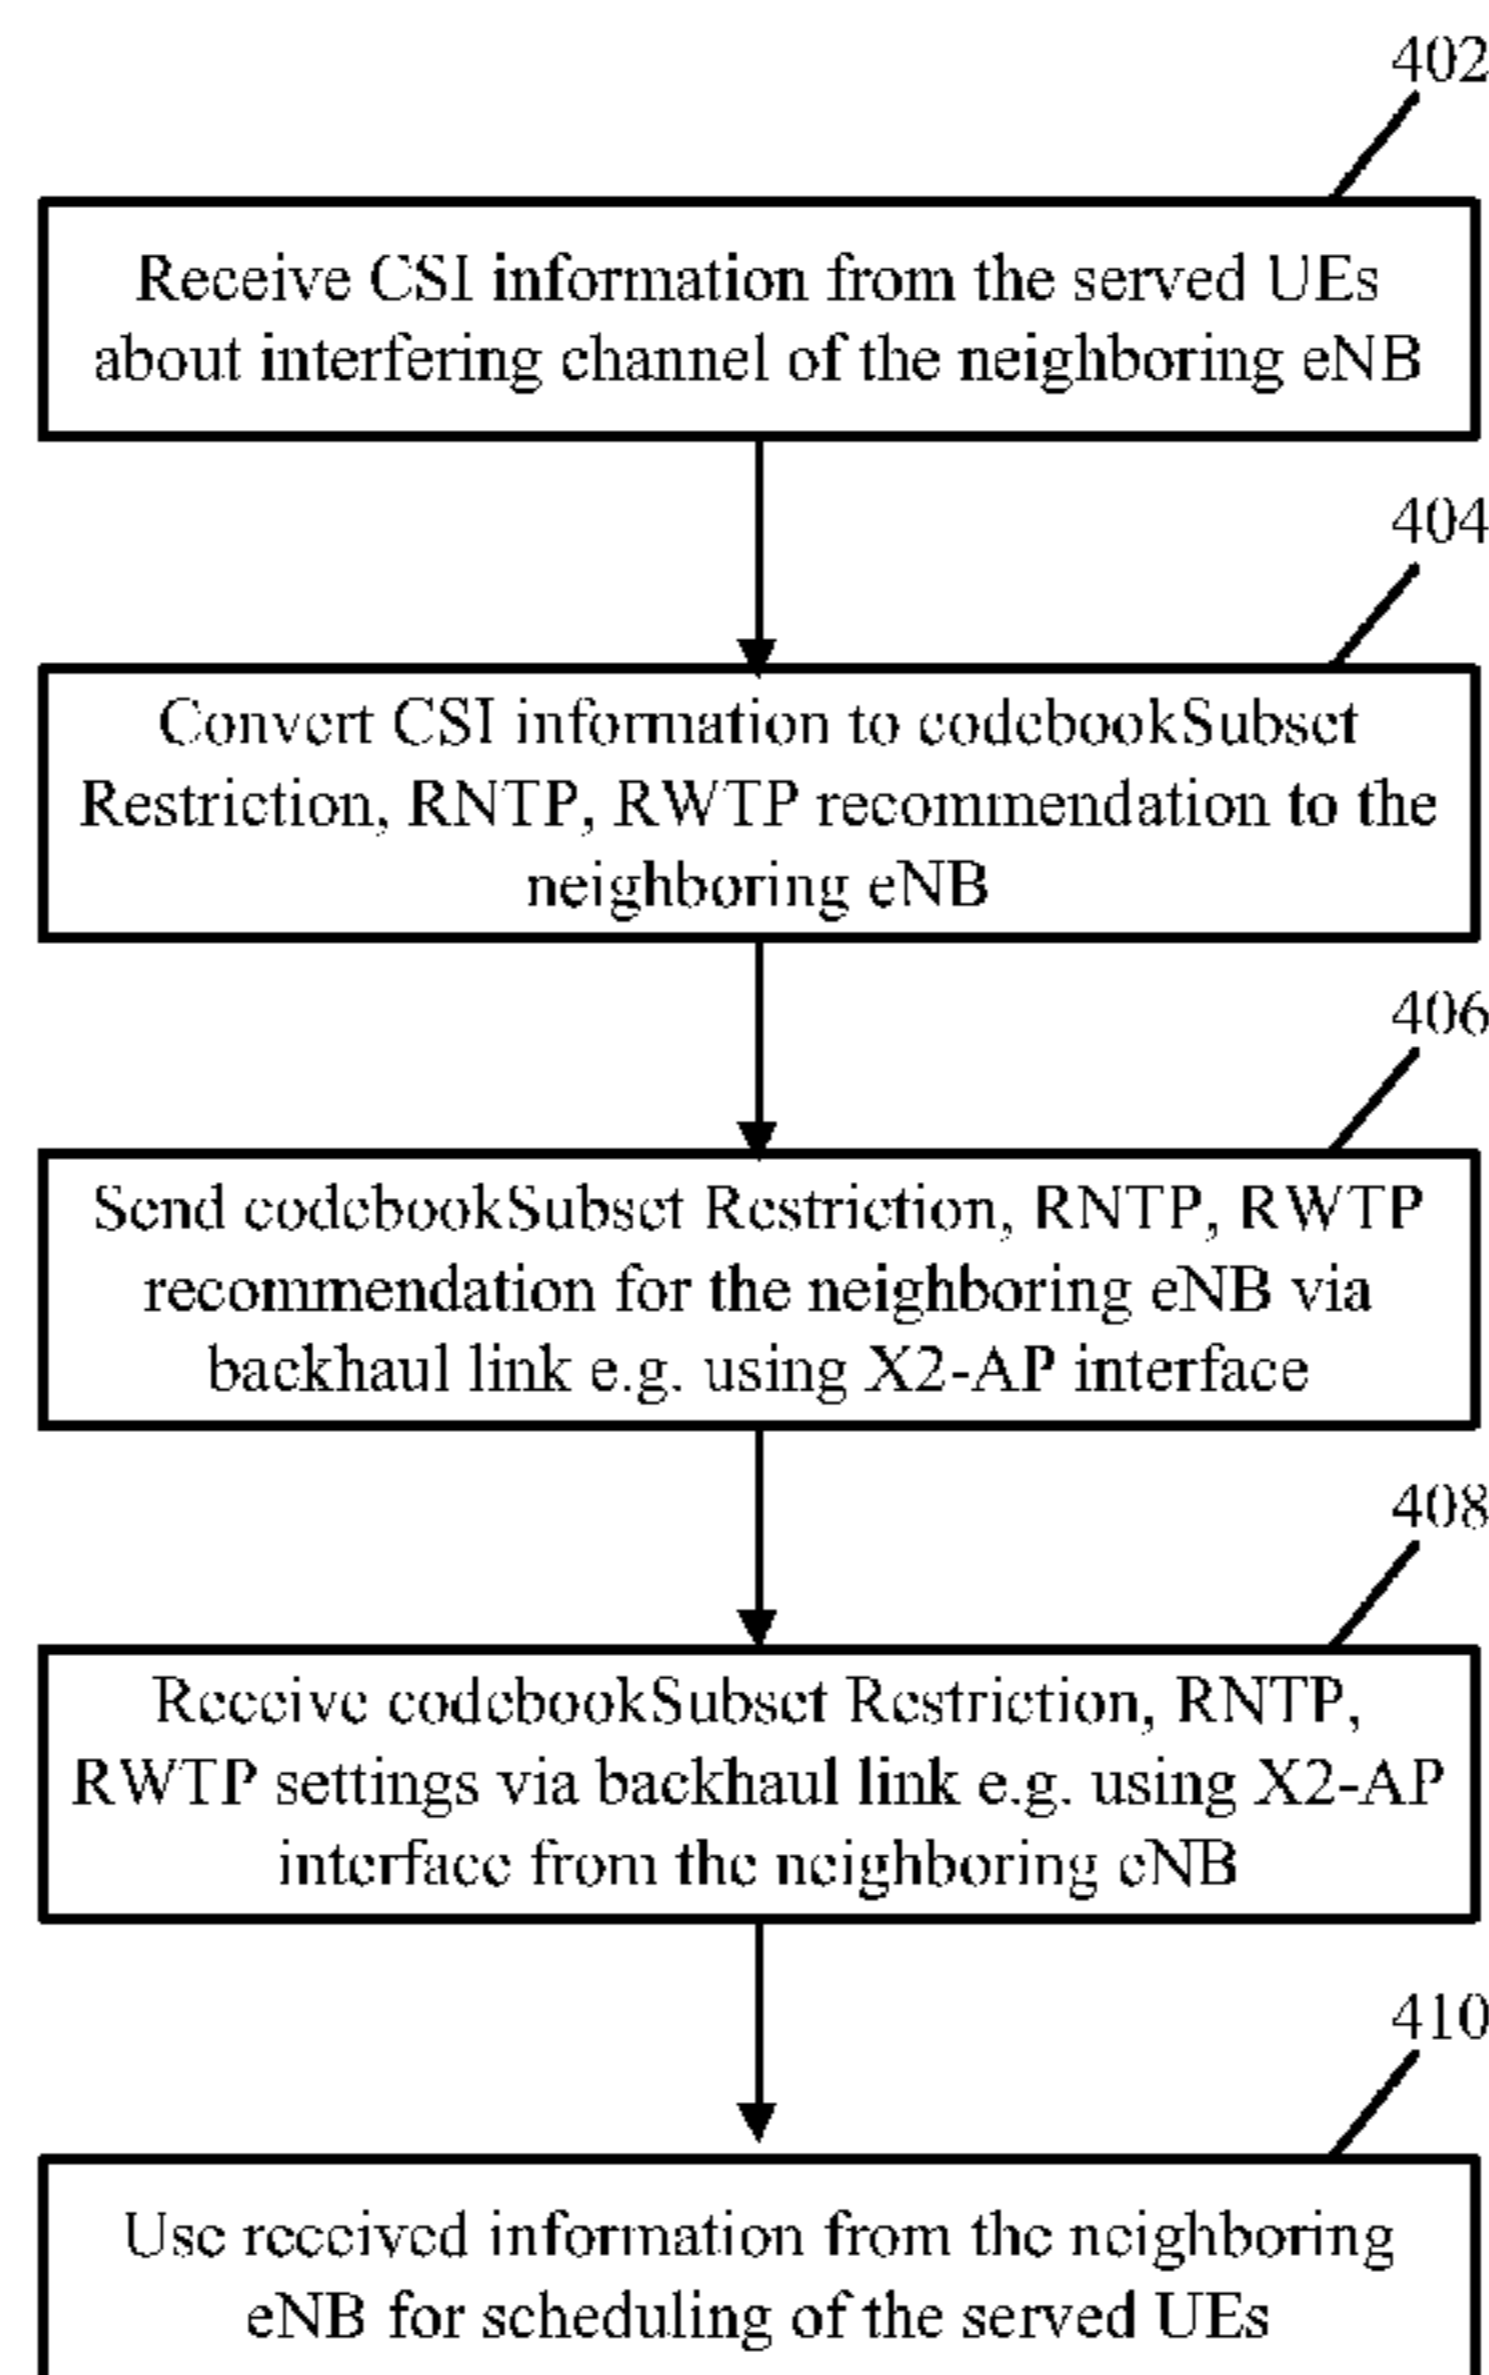 402
Receive CSI information from the served UEs
about interfering channel of the neighboring eNB
404
Convert CSI information to codebookSubset
Restriction, RNTP, RWTP recommendation to the
neighboring eNB
406
Send codebookSubset Restriction, RNTP, RWTP
recommendation for the neighboring eNB via
backhaul link e.g. using X2-AP interface
408
Receive codebookSubset Restriction, RNTP,
RWTP settings via backhaul link e.g. using X2-AP
interface from the neighboring eNB
410
Use received information from the neighboring
eNB for scheduling of the served UEs